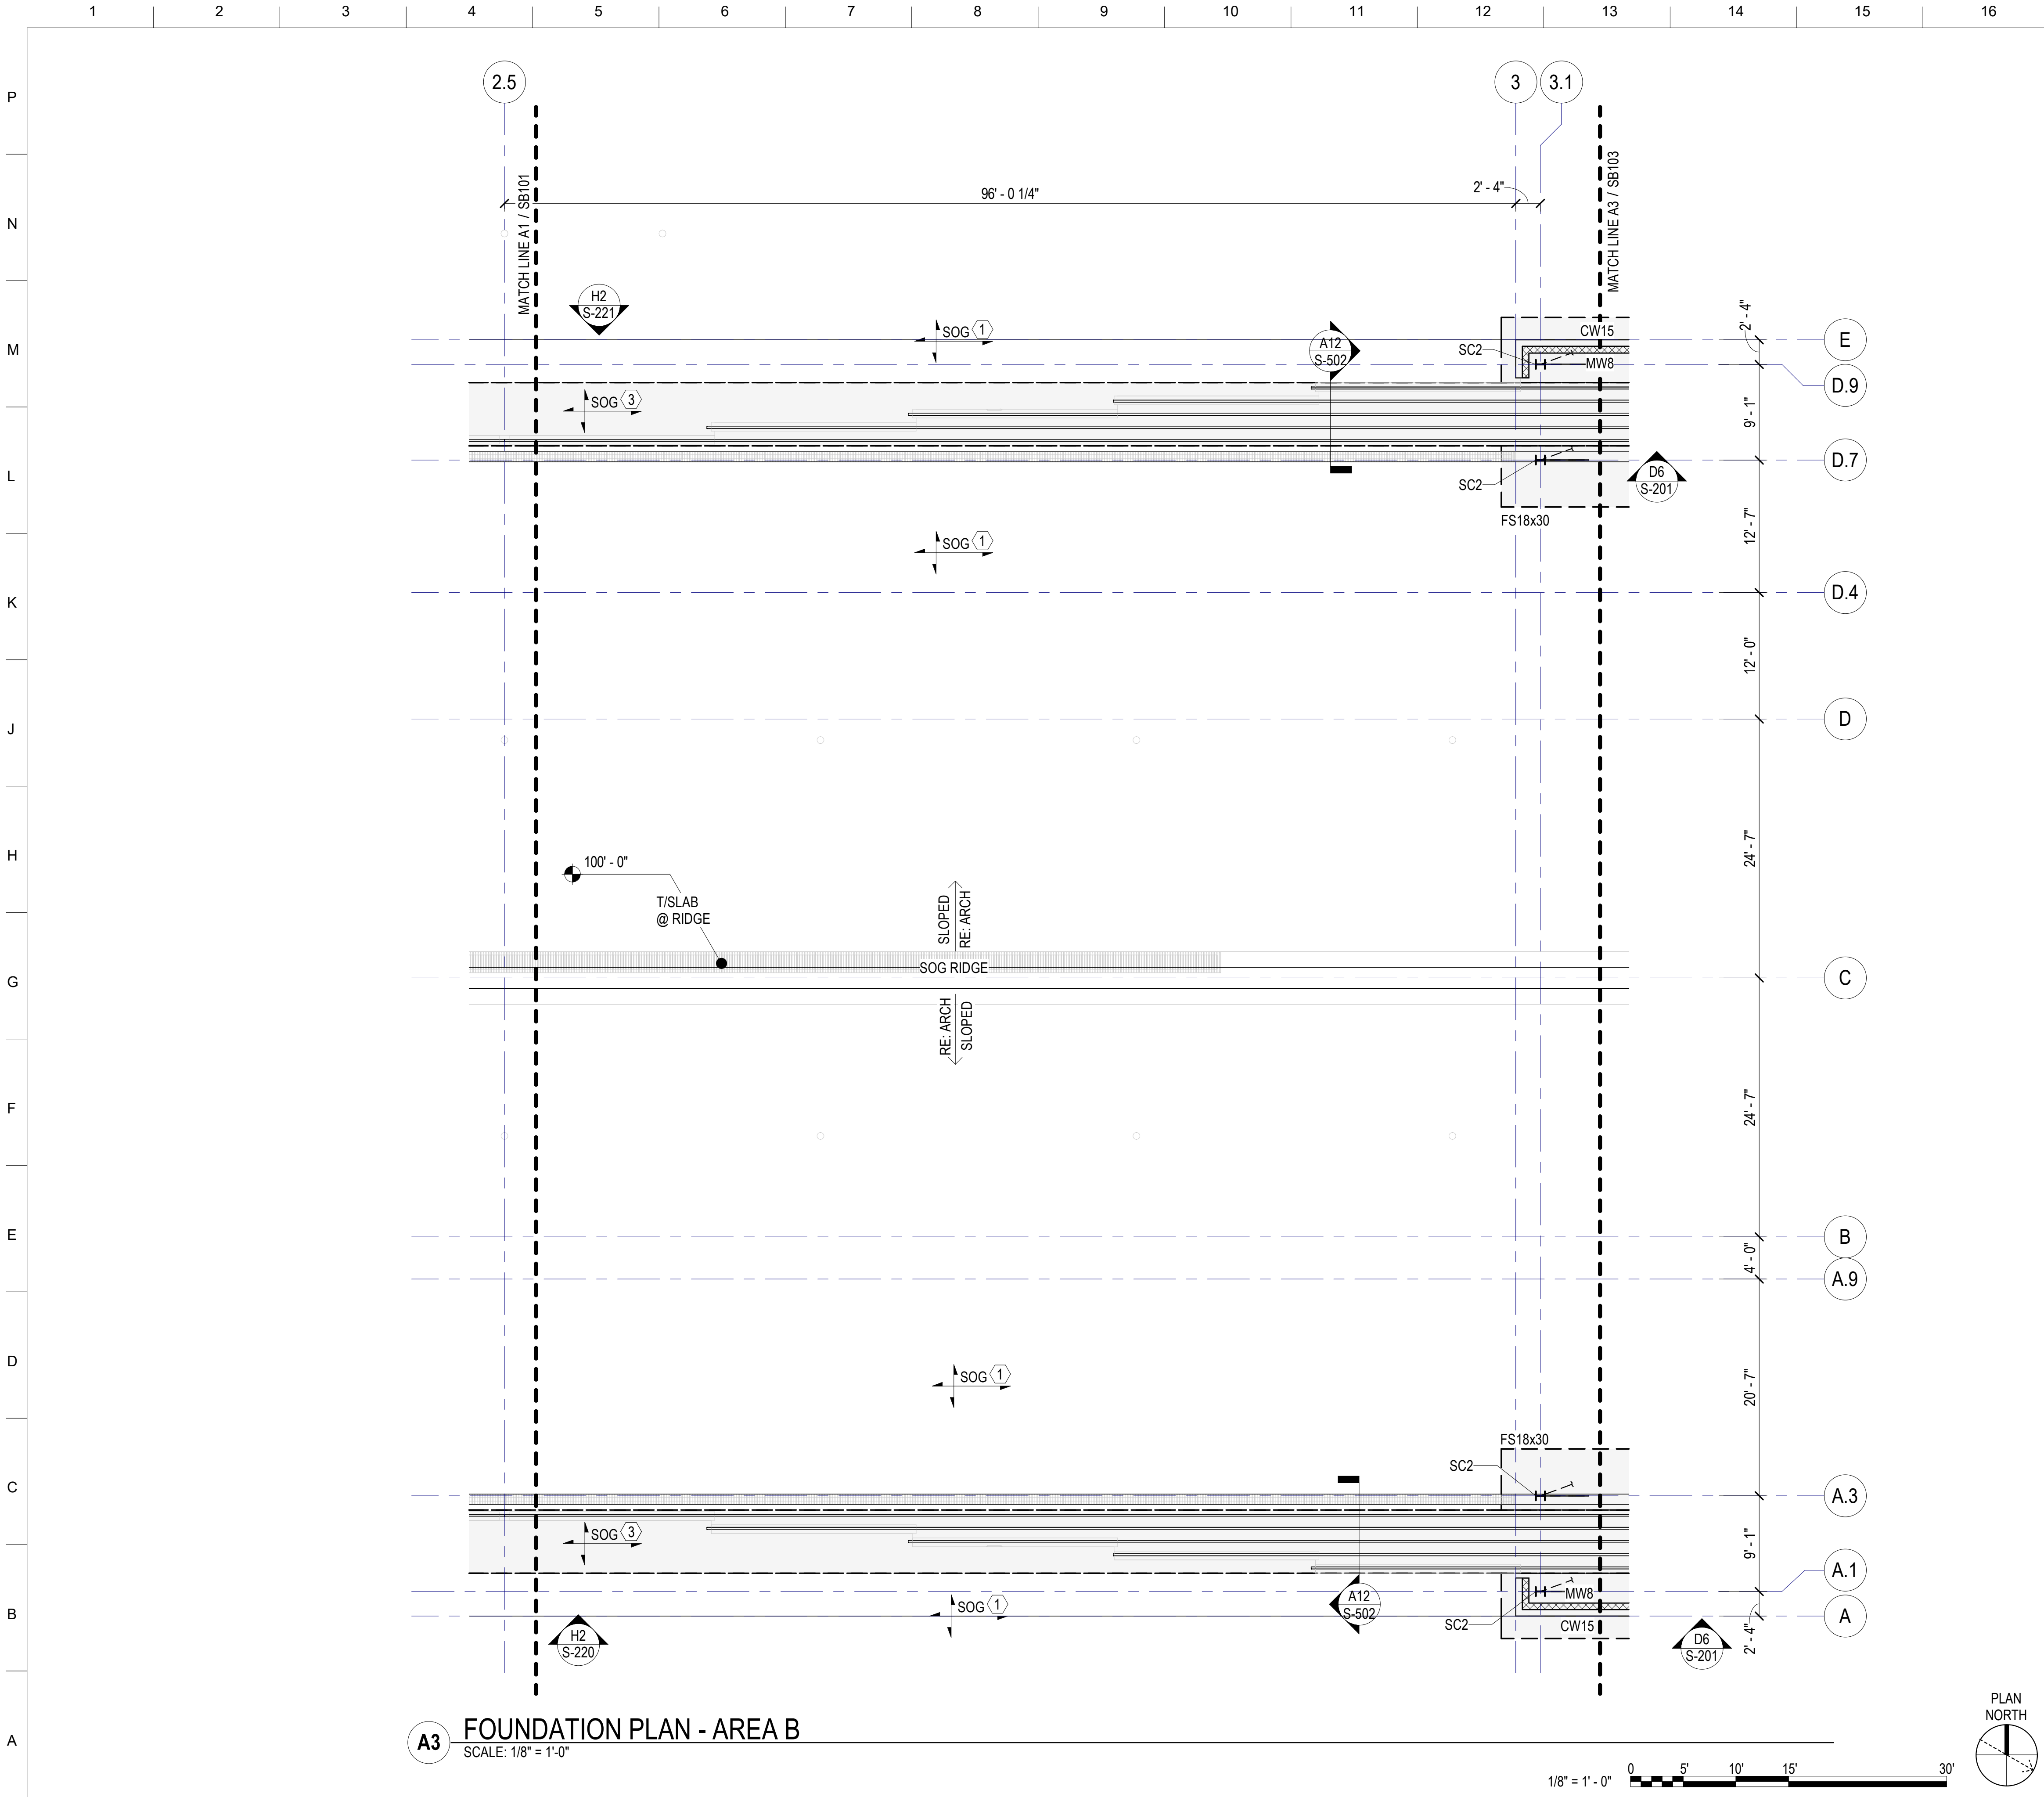 1 2 3 4 5 6 7 8 9 10 11 12 13 14 15 16
P
2.5 3 3.1
MATCH LINE A1 / SB101
MATCH LINE A3 / SB103
96' - 0 1/4"
2' - 4"
N
H2
S-221
SOG 1
A12
S-502
CW15
SC2
MW8
2' - 4"
E
M
D.9
SOG 3
9' - 1"
D.7
L
SC2
D6
S-201
FS18x30
12' - 7"
SOG 1
D.4
K
12' - 0"
D
J
24' - 7"
H
100' - 0"
T/SLAB
@ RIDGE
SLOPED
RE: ARCH
SOG RIDGE
C
G
RE: ARCH
SLOPED
24' - 7"
F
B
E
4' - 0"
A.9
D
SOG 1
20' - 7"
FS18x30
SC2
C
A.3
SOG 3
9' - 1"
A.1
MW8
A12
S-502
SOG 1
B
A
SC2
CW15
2' - 4"
H2
S-220
D6
S-201
PLAN
NORTH
A
A3
FOUNDATION PLAN - AREA B
SCALE: 1/8" = 1'-0"
0 5' 10' 15' 30'
1/8" = 1' - 0"